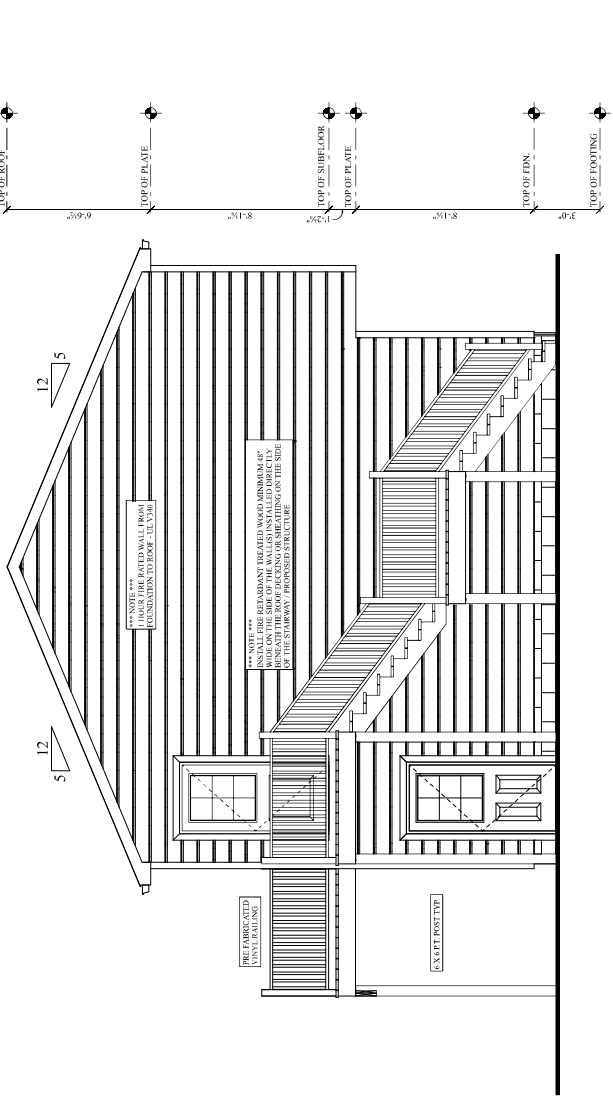 TOP OF ROOF
TOP OF PLATE
TOP OF SUBFLOOR
TOP OF PLATE
TOP OF FDN.
TOP OF FOOTING
6'-6½"
8'-1⅛"
8'-1⅛"
3'-0"
12
5
12
5
*** NOTE ***
1 HOUR FIRE RATED WALL FROM
FOUNDATION TO ROOF - UL V340
*** NOTE ***
INSTALL FIRE RETARDANT TREATED WOOD MINIMUM 48"
WIDE ON THE SIDE OF THE WALL(S) INSTALLED DIRECTLY
BENEATH THE ROOF DECKING OR SHEATHING ON THE SIDE
OF THE STAIRWAY / PROPOSED STRUCTURE
PRE FABRICATED
VINYL RAILING
6 X 6 P.T. POST TYP.